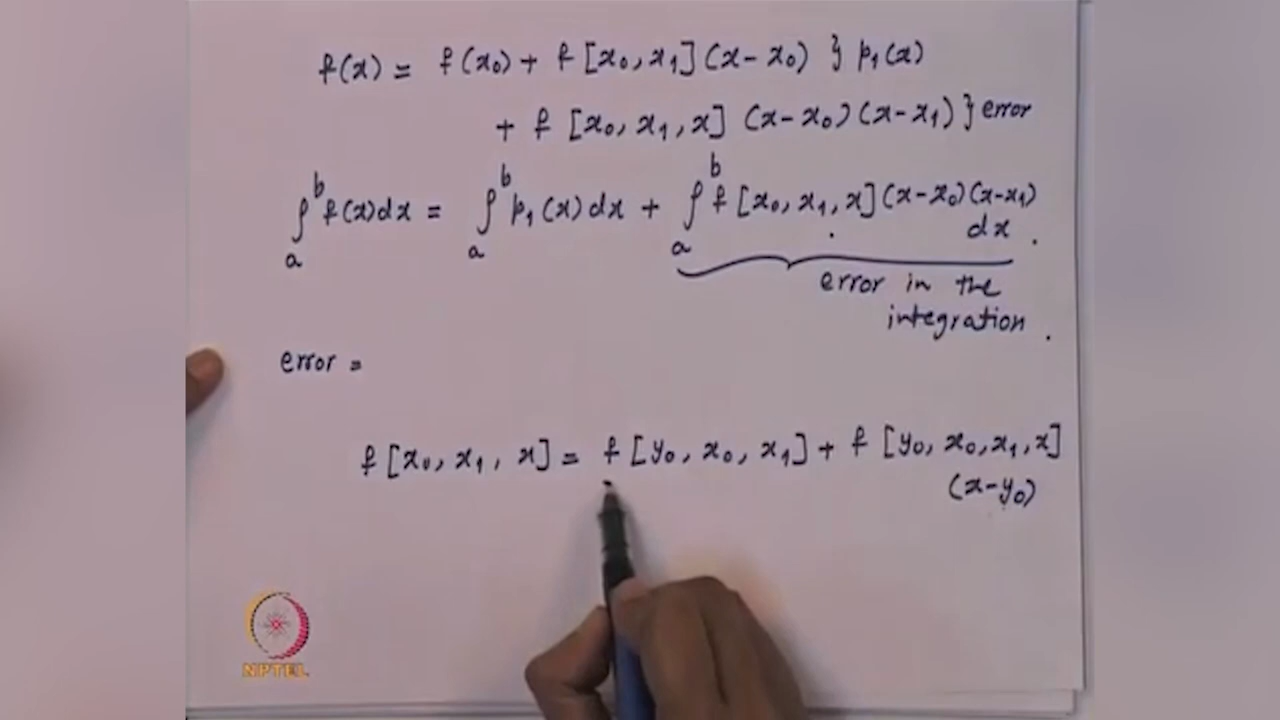 f(x) = f(x₀) + f[x₀, x₁](x - x₀) } p₁(x)
+ f [x₀, x₁, x] (x - x₀)(x - x₁) } error
∫ₐᵇ f(x)dx = ∫ₐᵇ p₁(x)dx + ∫ₐᵇ f[x₀, x₁, x](x-x₀)(x-x₁)
dx .
error in the
integration .
error =
f[x₀, x₁, x] = f[y₀, x₀, x₁] + f[y₀, x₀, x₁, x]
(x-y₀)
NPTEL